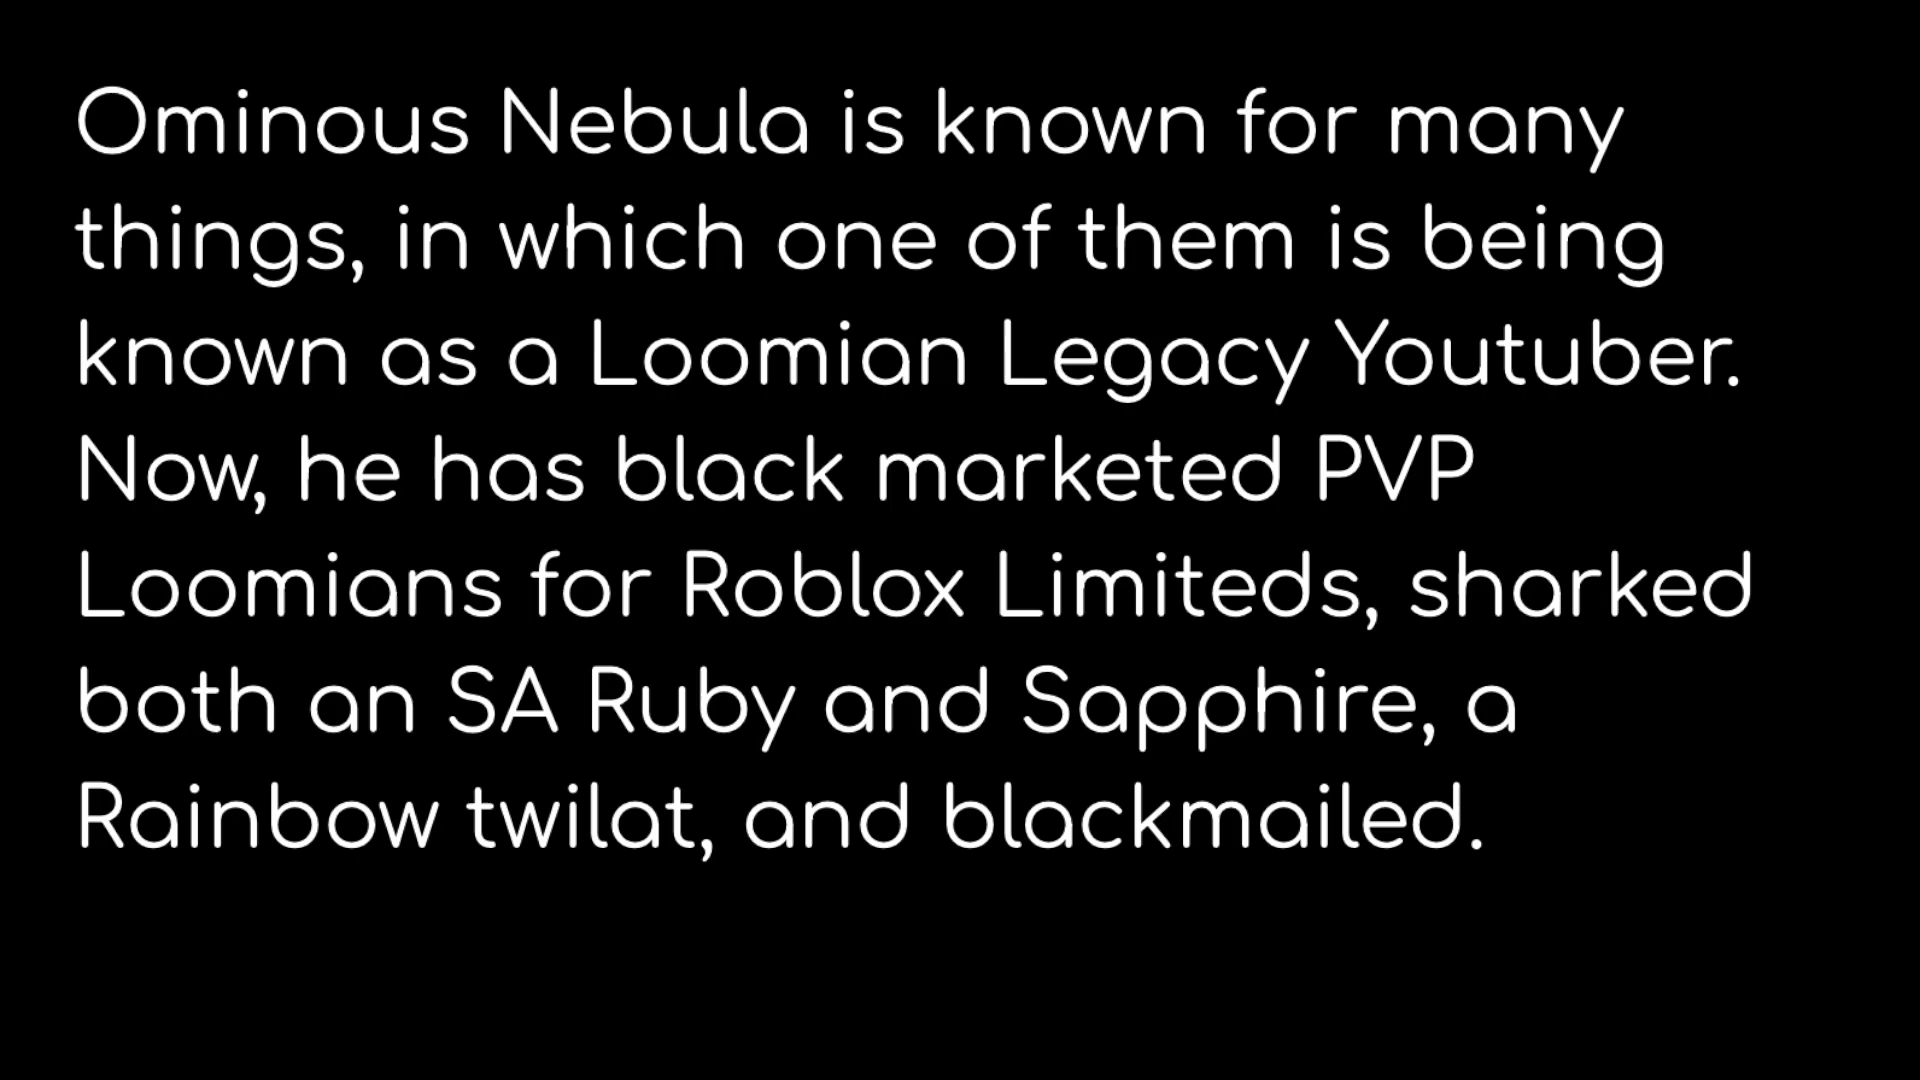 Ominous Nebula is known for many
things, in which one of them is being
known as a Loomian Legacy Youtuber.
Now, he has black marketed PVP
Loomians for Roblox Limiteds, sharked
both an SA Ruby and Sapphire, a
Rainbow twilat, and blackmailed.